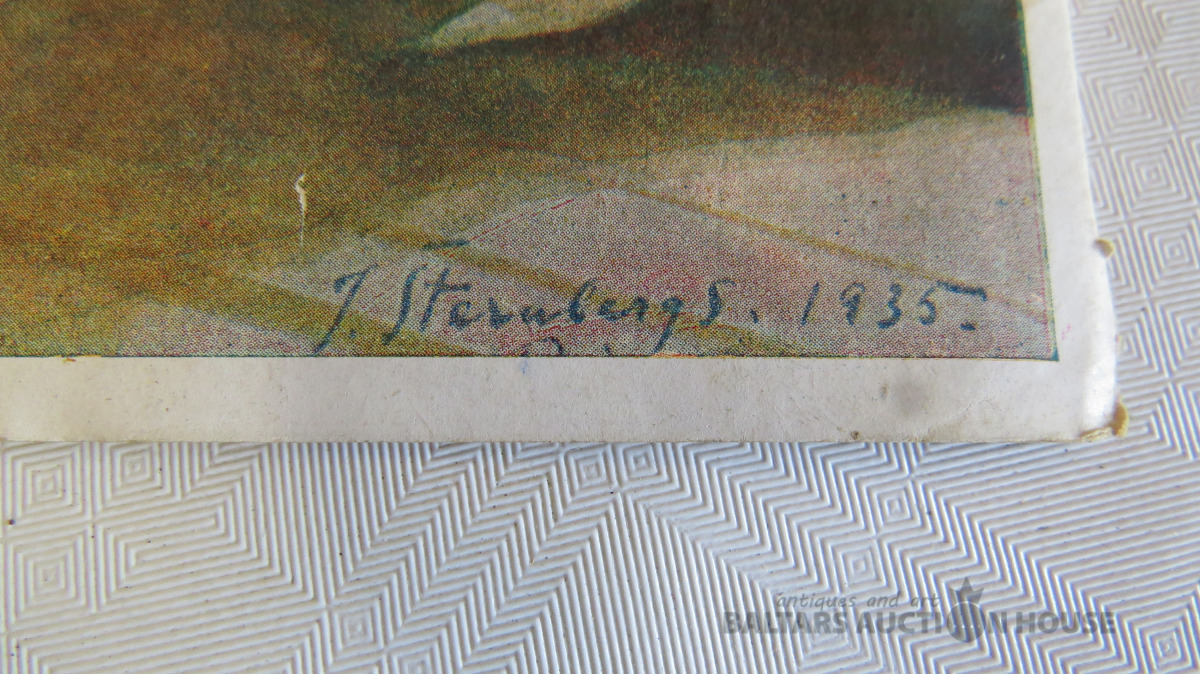 J. Sternbergs. 1935.
antiques and art
BALTARS AUCTION HOUSE